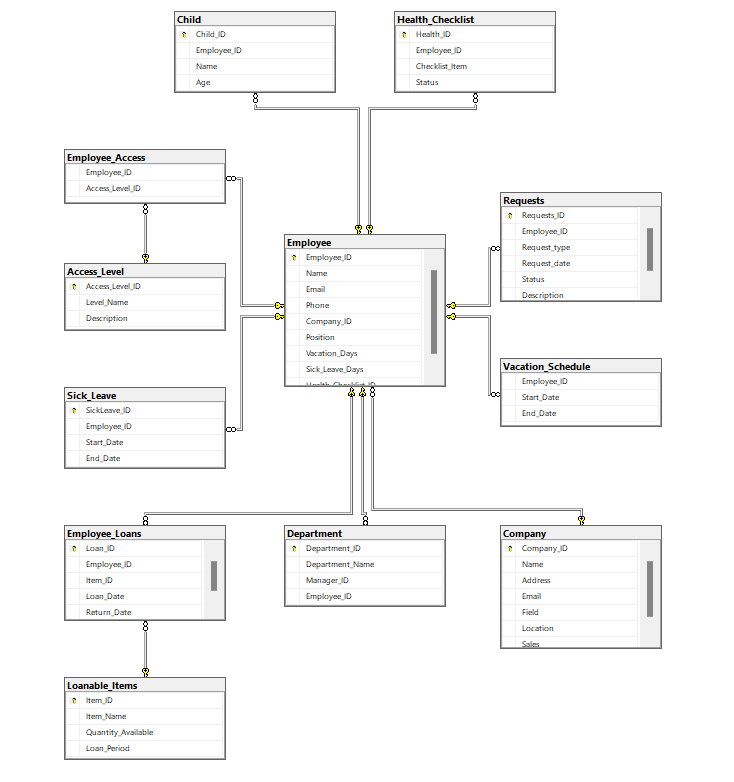 Child
Child_ID
Employee_ID
Name
Age
Health_Checklist
Health_ID
Employee_ID
Checklist_Item
Status
Employee_Access
Employee_ID
Access_Level_ID
Access_Level
Access_Level_ID
Level_Name
Description
Employee
Employee_ID
Name
Email
Phone
Company_ID
Position
Vacation_Days
Sick_Leave_Days
Health_Checklist_ID
Requests
Requests_ID
Employee_ID
Request_type
Request_date
Status
Description
Vacation_Schedule
Employee_ID
Start_Date
End_Date
Sick_Leave
SickLeave_ID
Employee_ID
Start_Date
End_Date
Employee_Loans
Loan_ID
Employee_ID
Item_ID
Loan_Date
Return_Date
Department
Department_ID
Department_Name
Manager_ID
Employee_ID
Company
Company_ID
Name
Address
Email
Field
Location
Sales
Loanable_Items
Item_ID
Item_Name
Quantity_Available
Loan_Period